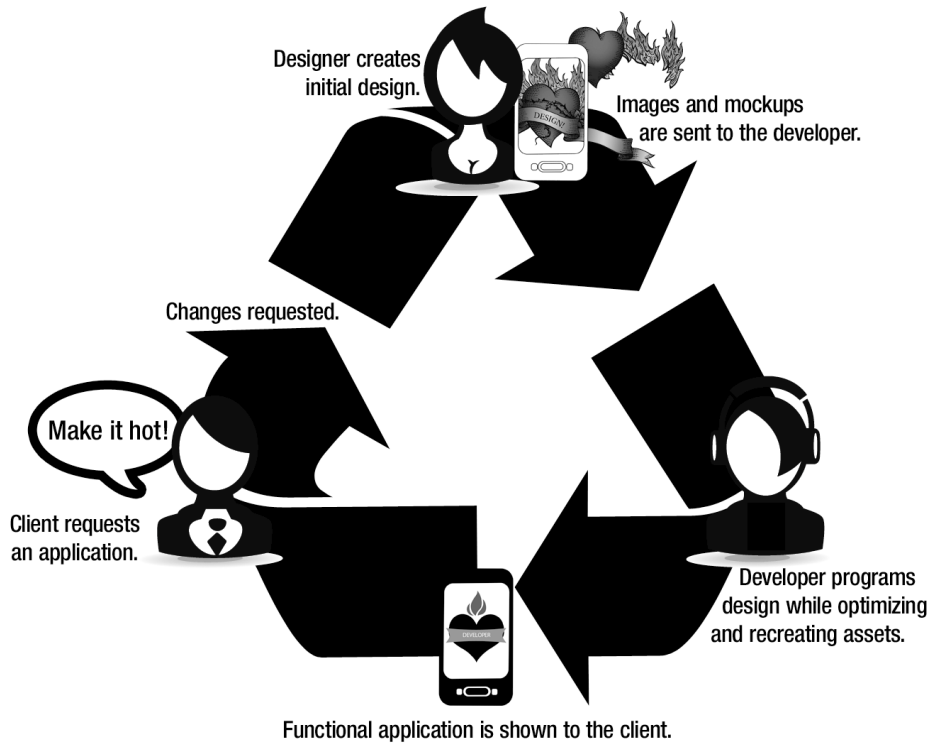 Designer creates
initial design.
DESIGN!
Images and mockups
are sent to the developer.
Changes requested.
Make it hot!
Client requests
an application.
DEVELOPER
Developer programs
design while optimizing
and recreating assets.
Functional application is shown to the client.